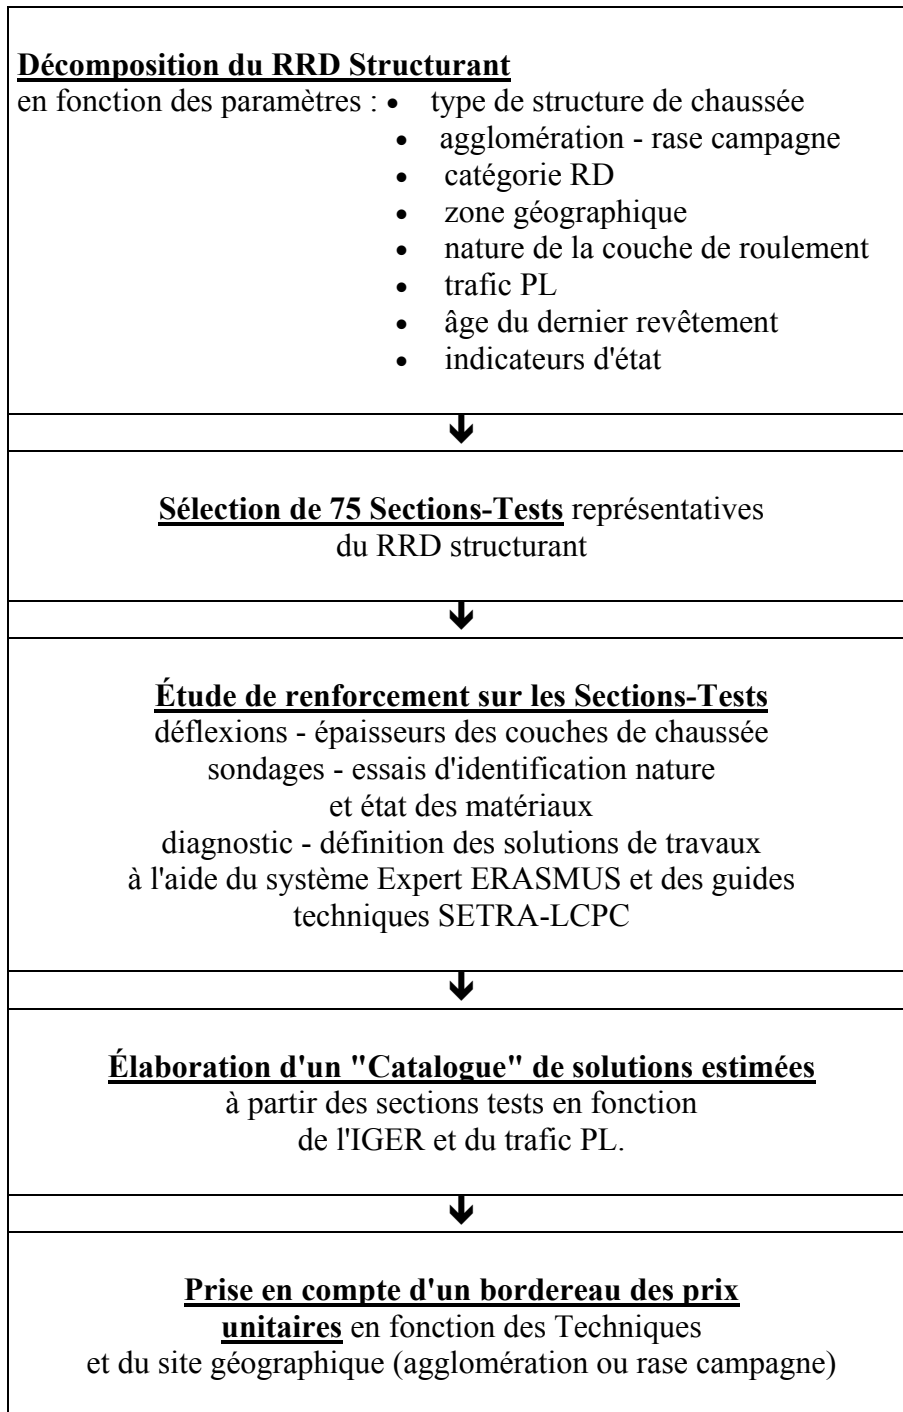 Décomposition du RRD Structurant
en fonction des paramètres : • type de structure de chaussée
• agglomération - rase campagne
• catégorie RD
• zone géographique
• nature de la couche de roulement
• trafic PL
• âge du dernier revêtement
• indicateurs d'état
🡻
Sélection de 75 Sections-Tests représentatives
du RRD structurant
🡻
Étude de renforcement sur les Sections-Tests
déflexions - épaisseurs des couches de chaussée
sondages - essais d'identification nature
et état des matériaux
diagnostic - définition des solutions de travaux
à l'aide du système Expert ERASMUS et des guides
techniques SETRA-LCPC
🡻
Élaboration d'un "Catalogue" de solutions estimées
à partir des sections tests en fonction
de l'IGER et du trafic PL.
🡻
Prise en compte d'un bordereau des prix
unitaires en fonction des Techniques
et du site géographique (agglomération ou rase campagne)